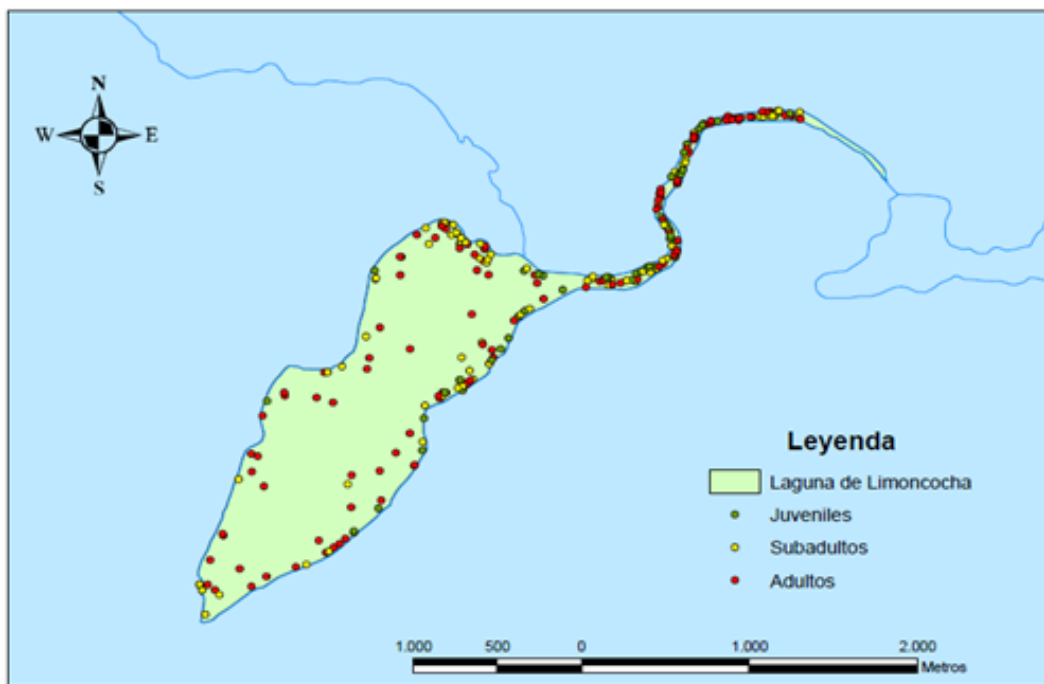 N
W E
S
Leyenda
Laguna de Limoncocha
Juveniles
Subadultos
Adultos
1.000 500 0 1.000 2.000
Metros